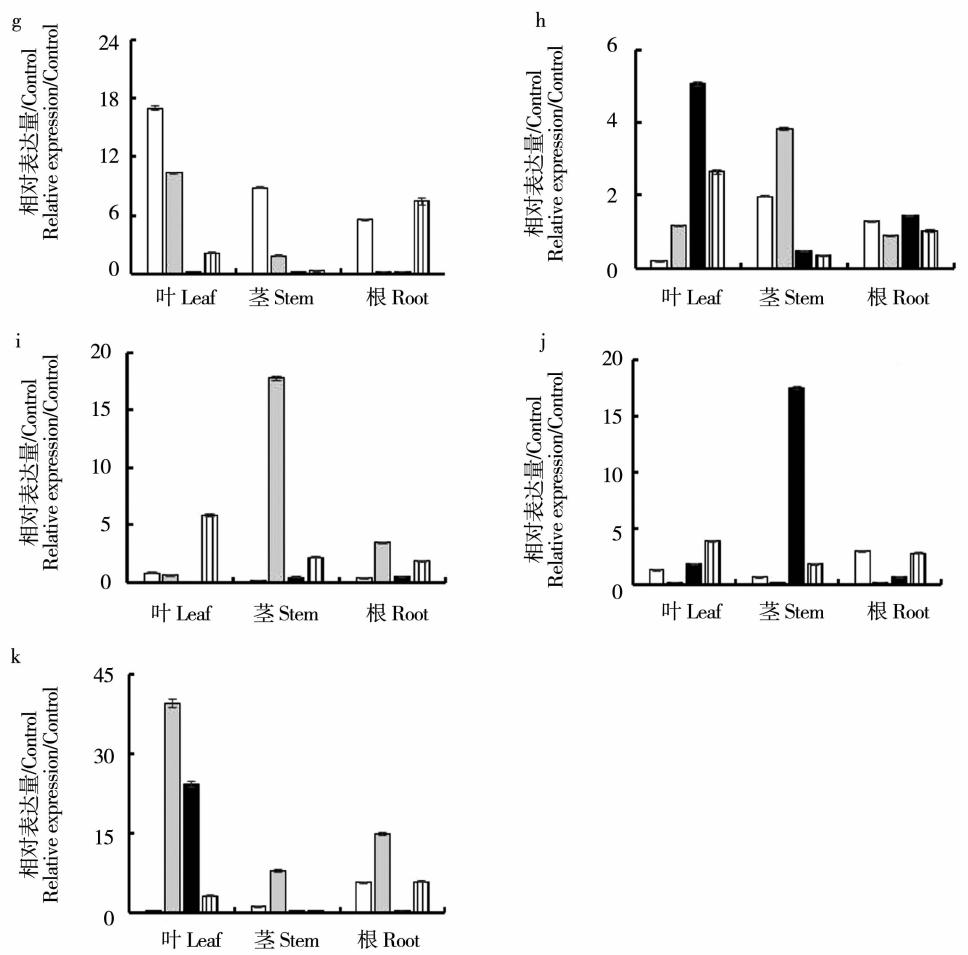 g
相对表达量/Control
Relative expression/Control
24
18
12
6
0
叶 Leaf
茎 Stem
根 Root
h
相对表达量/Control
Relative expression/Control
6
4
2
0
叶 Leaf
茎 Stem
根 Root
i
相对表达量/Control
Relative expression/Control
20
15
10
5
0
叶 Leaf
茎 Stem
根 Root
j
相对表达量/Control
Relative expression/Control
20
15
10
5
0
叶 Leaf
茎 Stem
根 Root
k
相对表达量/Control
Relative expression/Control
45
30
15
0
叶 Leaf
茎 Stem
根 Root